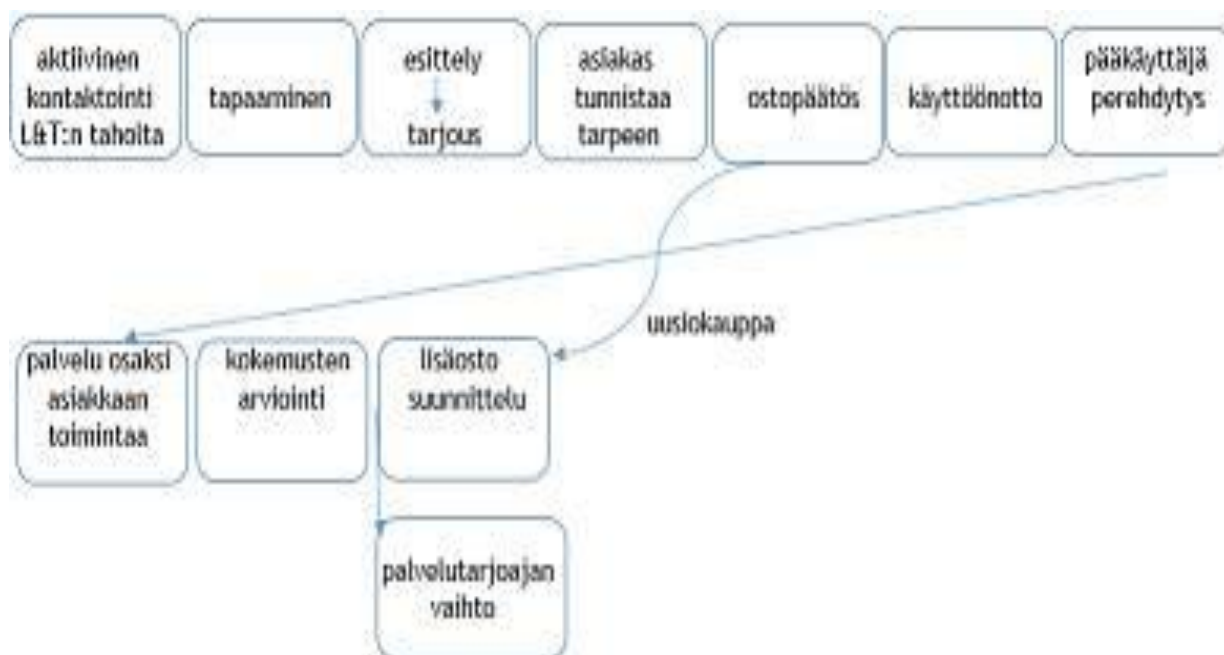 aktiivinen
kontaktointi
L&T:n taholta
tapaaminen
esittely
tarjous
asiakas
tunnistaa
tarpeen
ostopäätös
käyttöönotto
pääkäyttäjä
perehdytys
uusiokauppa
palvelu osaksi
asiakkaan
toimintaa
kokemusten
arviointi
lisäosto
suunnittelu
palvelutarjoajan
vaihto